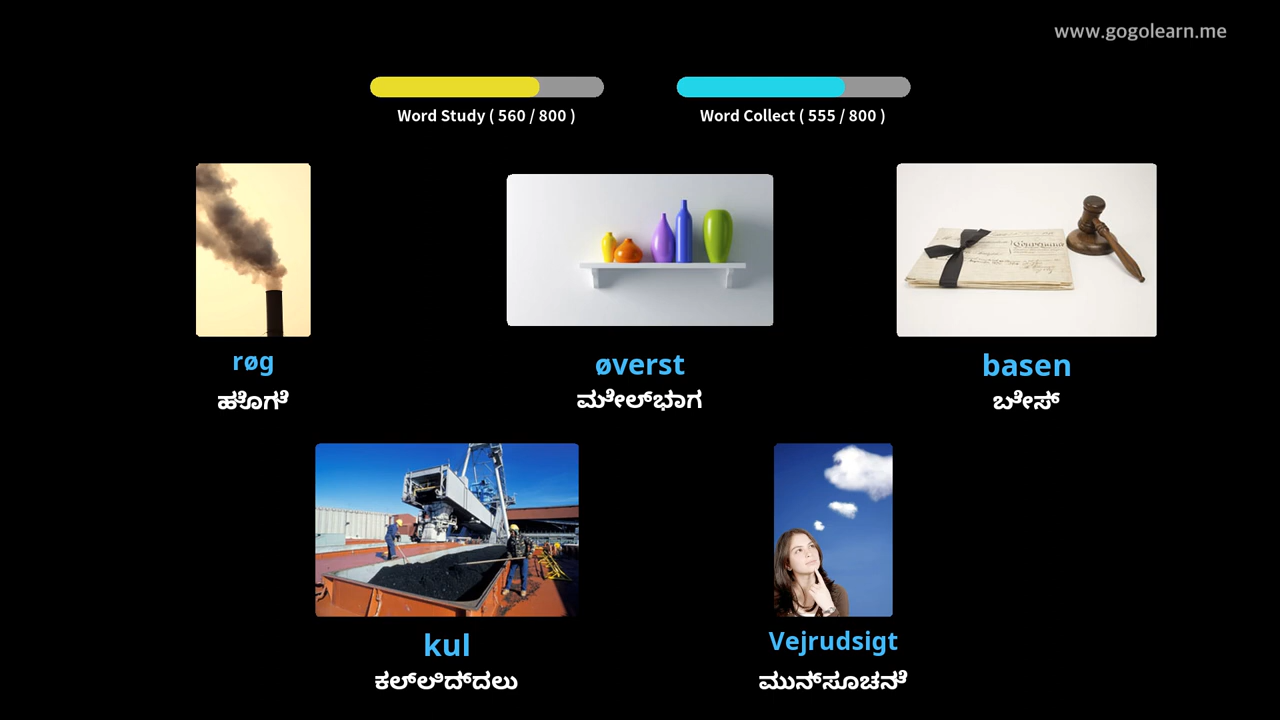 www.gogolearn.me
Word Study ( 560 / 800 )
Word Collect ( 555 / 800 )
røg
ಹೊಗೆ
øverst
ಮೇಲ್ಭಾಗ
basen
ಬೇಸ್
kul
ಕಲ್ಲಿದ್ದಲು
Vejrudsigt
ಮುನ್ಸೂಚನೆ